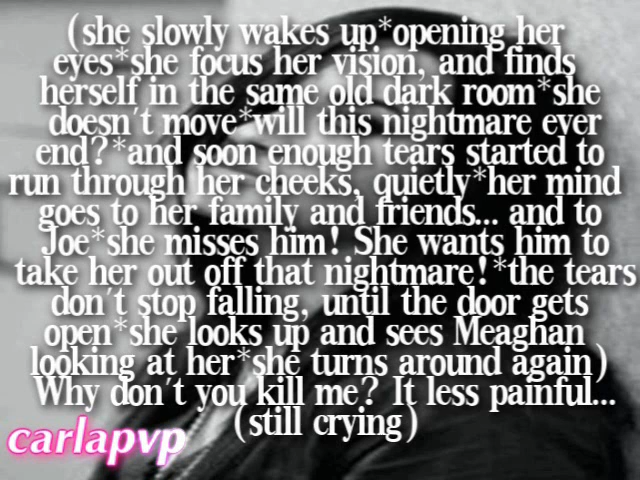 (she slowly wakes up*opening her
eyes*she focus her vision, and finds
herself in the same old dark room*she
doesn't move*will this nightmare ever
end?*and soon enough tears started to
run through her cheeks, quietly*her mind
goes to her family and friends... and to
Joe*she misses him! She wants him to
take her out off that nightmare!*the tears
don't stop falling, until the door gets
open*she looks up and sees Meaghan
looking at her*she turns around again)
Why don't you kill me? It less painful...
(still crying)
carlapvp